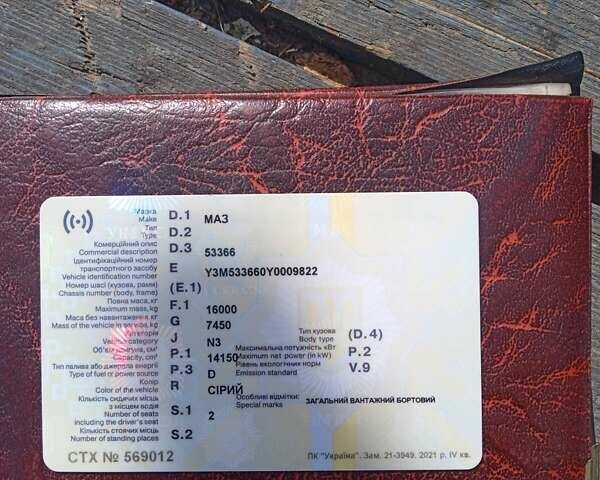 Марка D.1 МАЗ
Make
Тип D.2
Type
Комерційний опис D.3 53366
Commercial description
Ідентифікаційний номер
транспортного засобу E Y3M533660Y0009822
Vehicle identification number
Номер шасі (кузова, рами) (E.1)
Chassis number (body, frame)
Повна маса, кг F.1 16000
Maximum mass, kg
Маса без навантаження, кг G 7450
Mass of the vehicle in service, kg
Категорія J N3
Vehicle category
Об'єм двигуна, см³ P.1 14150
Capacity, cm³
Тип палива або джерела енергії P.3 D
Type of fuel or power source
Колір R СІРИЙ
Color of the vehicle
Кількість сидячих місць
з місцем водія S.1 2
Number of seats
including the driver's seat
Кількість стоячих місць S.2
Number of standing places
Тип кузова (D.4)
Body type
Максимальна потужність кВт P.2
Maximum net power (in kW)
Рівень екологічних норм V.9
Emission standard
Особливі відмітки: ЗАГАЛЬНИЙ ВАНТАЖНИЙ БОРТОВИЙ
Special marks
СТХ № 569012
ПК "Україна". Зам. 21-3949. 2021 р. IV кв.